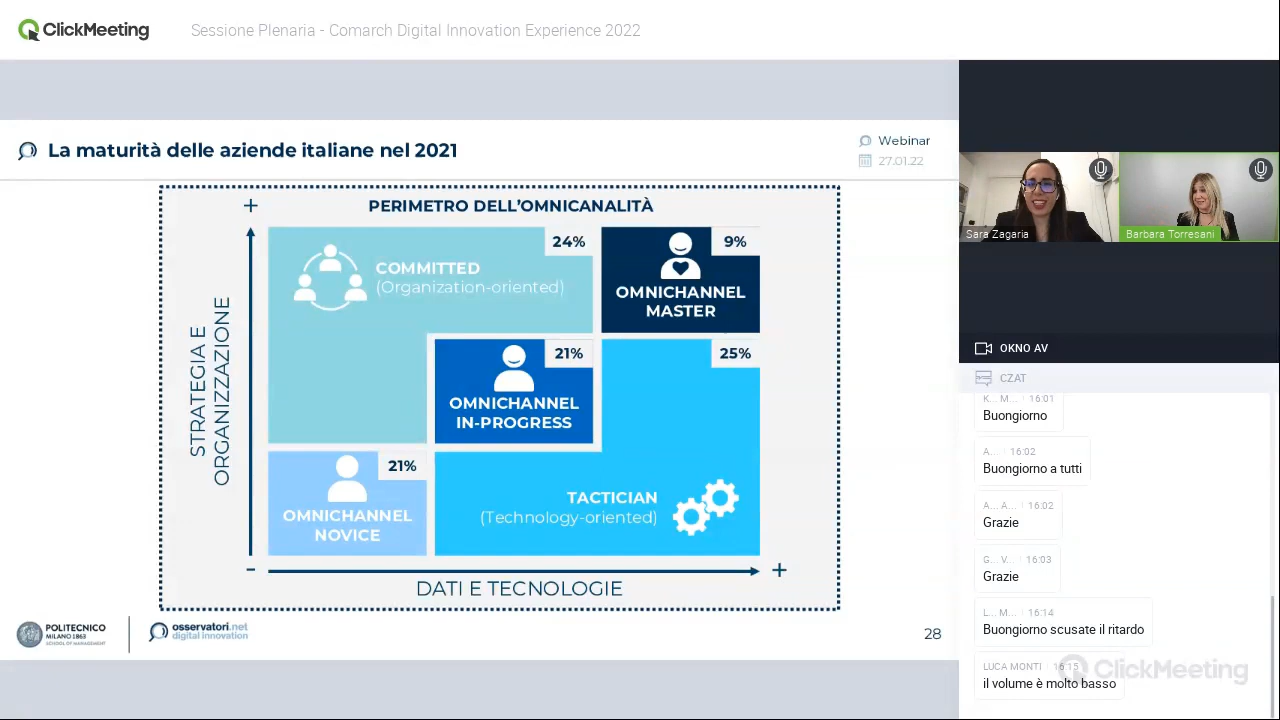 ClickMeeting
Sessione Plenaria - Comarch Digital Innovation Experience 2022
La maturità delle aziende italiane nel 2021
Webinar
27.01.22
PERIMETRO DELL'OMNICANALITÀ
+
STRATEGIA E
ORGANIZZAZIONE
-
24%
COMMITTED
(Organization-oriented)
9%
OMNICHANNEL
MASTER
21%
OMNICHANNEL
IN-PROGRESS
25%
TACTICIAN
(Technology-oriented)
21%
OMNICHANNEL
NOVICE
+
DATI E TECNOLOGIE
POLITECNICO
MILANO 1863
SCHOOL OF MANAGEMENT
osservatori.net
digital innovation
28
Sara Zagaria
Barbara Torresani
OKNO AV
CZAT
K... M... 16:01
Buongiorno
A... 16:02
Buongiorno a tutti
A... A... 16:02
Grazie
G... V... 16:03
Grazie
L... M... 16:14
Buongiorno scusate il ritardo
LUCA MONTI 16:15
il volume è molto basso
ClickMeeting